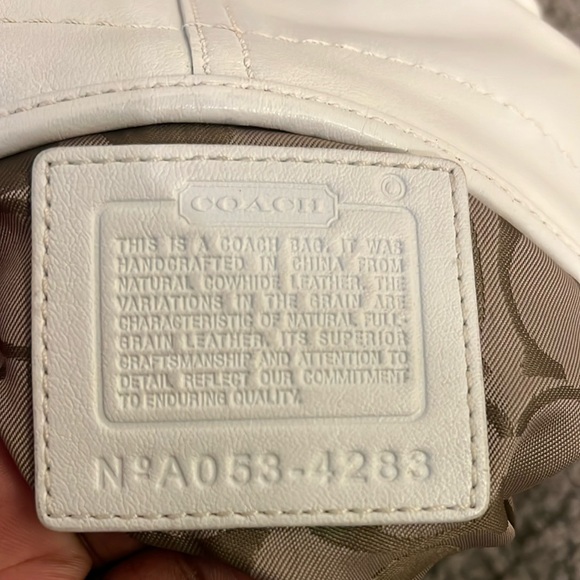 COACH
THIS IS A COACH BAG. IT WAS
HANDCRAFTED IN CHINA FROM
NATURAL COWHIDE LEATHER. THE
VARIATIONS IN THE GRAIN ARE
CHARACTERISTIC OF NATURAL FULL-
GRAIN LEATHER. ITS SUPERIOR
CRAFTSMANSHIP AND ATTENTION TO
DETAIL REFLECT OUR COMMITMENT
TO ENDURING QUALITY.
Nº A053-4283